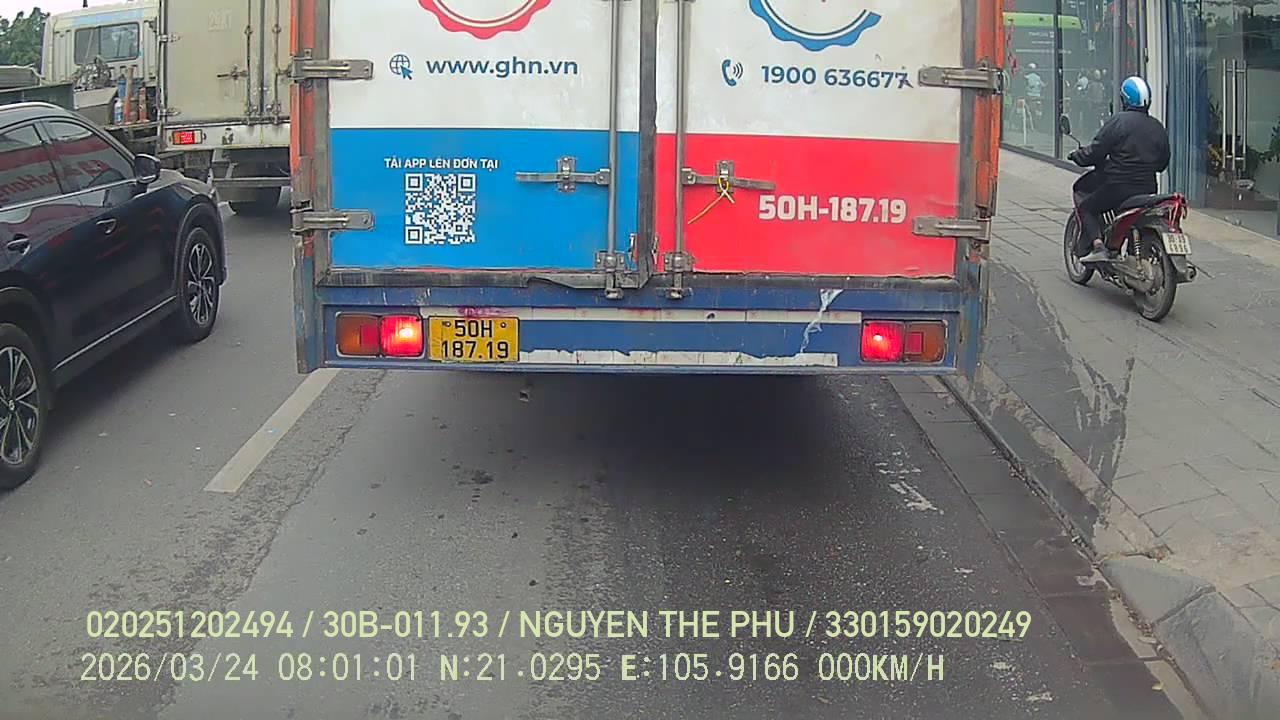 www.ghn.vn
1900 636677
TẢI APP LÊN ĐƠN TẠI
50H-187.19
50H
187.19
020251202494 / 30B-011.93 / NGUYEN THE PHU / 330159020249
2026/03/24 08:01:01 N:21.0295 E:105.9166 000KM/H